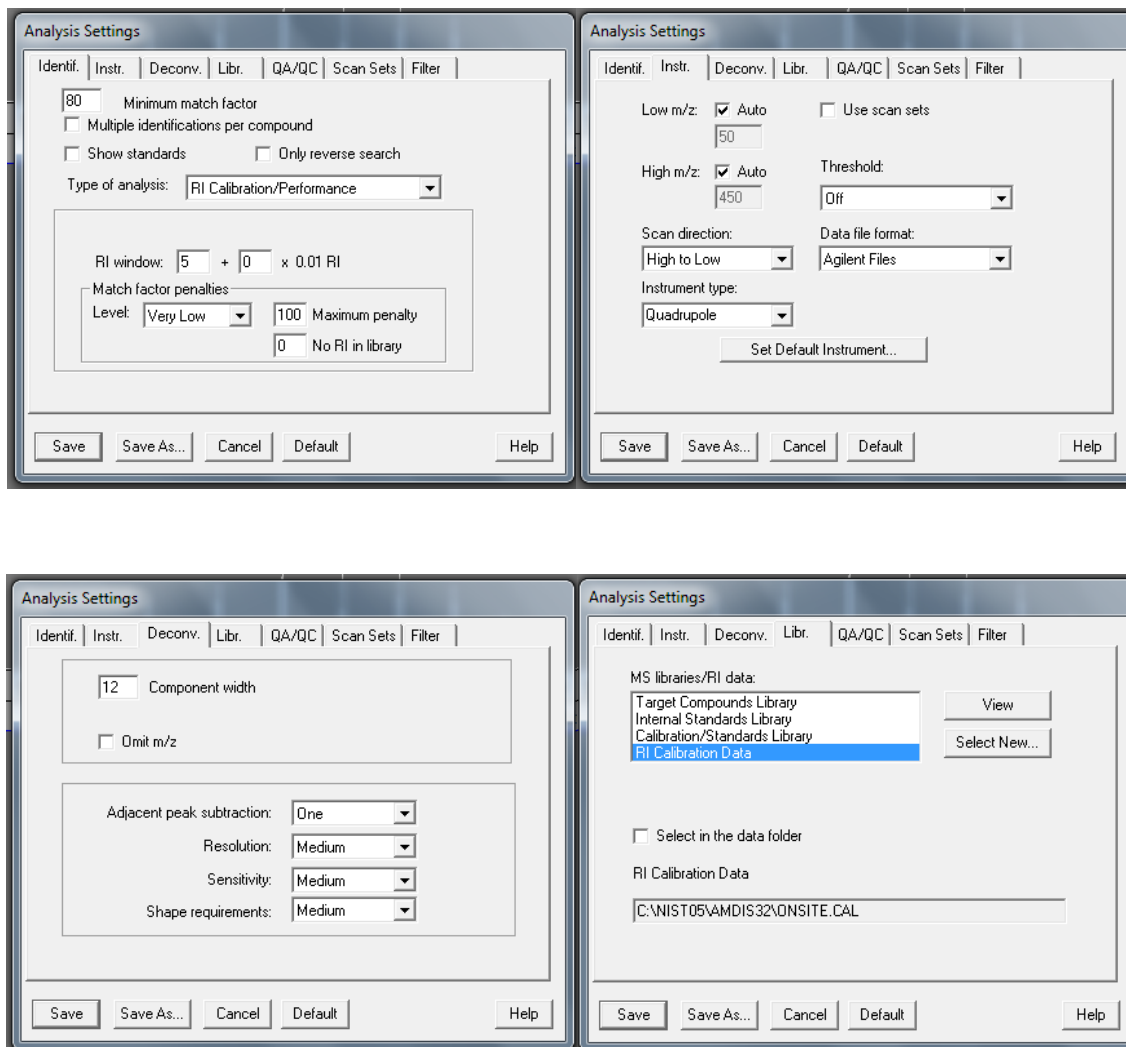 Analysis Settings
Identif. Instr. Deconv. Libr. QA/QC Scan Sets Filter
80 Minimum match factor
Multiple identifications per compound
Show standards Only reverse search
Type of analysis: RI Calibration/Performance
RI window: 5 + 0 x 0.01 RI
Match factor penalties
Level: Very Low 100 Maximum penalty
0 No RI in library
Save Save As... Cancel Default Help
Analysis Settings
Identif. Instr. Deconv. Libr. QA/QC Scan Sets Filter
Low m/z: Auto Use scan sets
50
High m/z: Auto Threshold:
450 Off
Scan direction: Data file format:
High to Low Agilent Files
Instrument type:
Quadrupole
Set Default Instrument...
Save Save As... Cancel Default Help
Analysis Settings
Identif. Instr. Deconv. Libr. QA/QC Scan Sets Filter
12 Component width
Omit m/z
Adjacent peak subtraction: One
Resolution: Medium
Sensitivity: Medium
Shape requirements: Medium
Save Save As... Cancel Default Help
Analysis Settings
Identif. Instr. Deconv. Libr. QA/QC Scan Sets Filter
MS libraries/RI data:
Target Compounds Library View
Internal Standards Library
Calibration/Standards Library Select New...
RI Calibration Data
Select in the data folder
RI Calibration Data
C:\NIST05\AMDIS32\ONSITE.CAL
Save Save As... Cancel Default Help